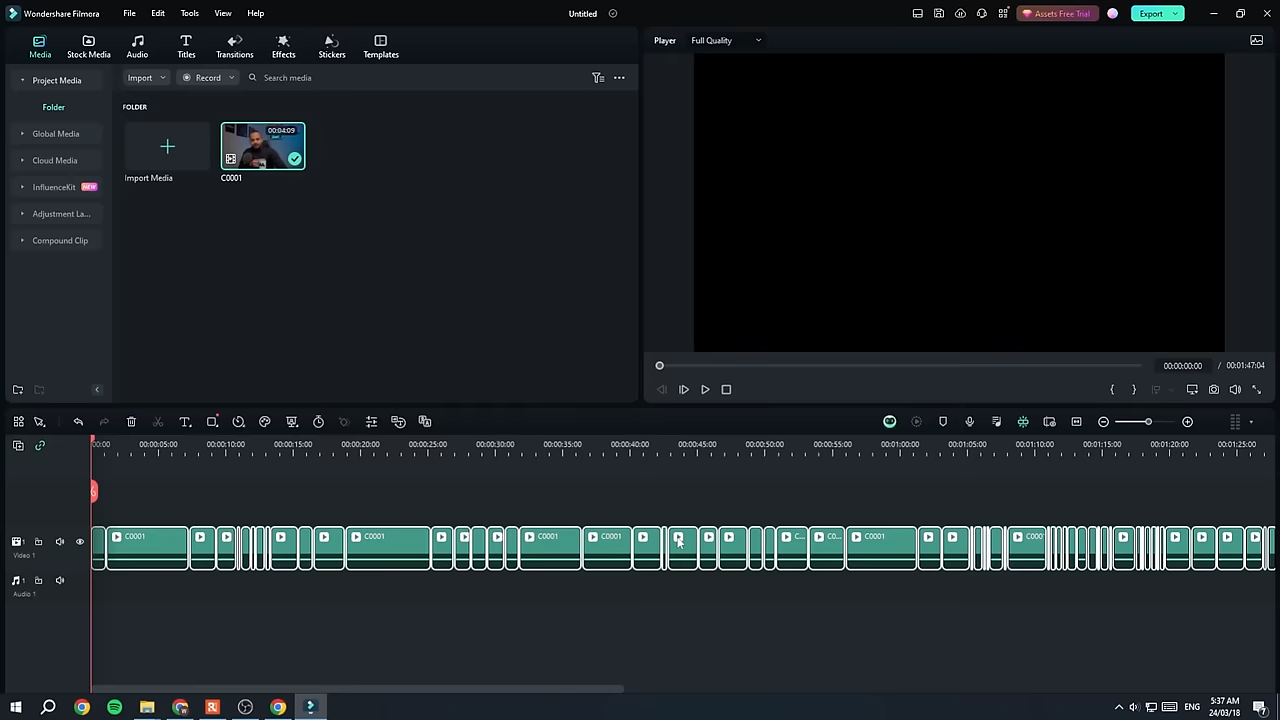 Wondershare Filmora File Edit Tools View Help Untitled Assets Free Trial Export
Media Stock Media Audio Titles Transitions Effects Stickers Templates
Player Full Quality
Project Media
Import Record Search media
Folder
FOLDER
Global Media
Cloud Media
InfluenceKit NEW
Adjustment La...
Compound Clip
00:04:09
Import Media C0001
00:00:00:00 / 00:01:47:04
00:00 00:00:05:00 00:00:10:00 00:00:15:00 00:00:20:00 00:00:25:00 00:00:30:00 00:00:35:00 00:00:40:00 00:00:45:00 00:00:50:00 00:00:55:00 00:01:00:00 00:01:05:00 00:01:10:00 00:01:15:00 00:01:20:00 00:01:25:00
C0001 C0001 C0001 C0001 C... C0... C0001 C000
1
Video 1
1
Audio 1
ENG
5:37 AM
24/03/18